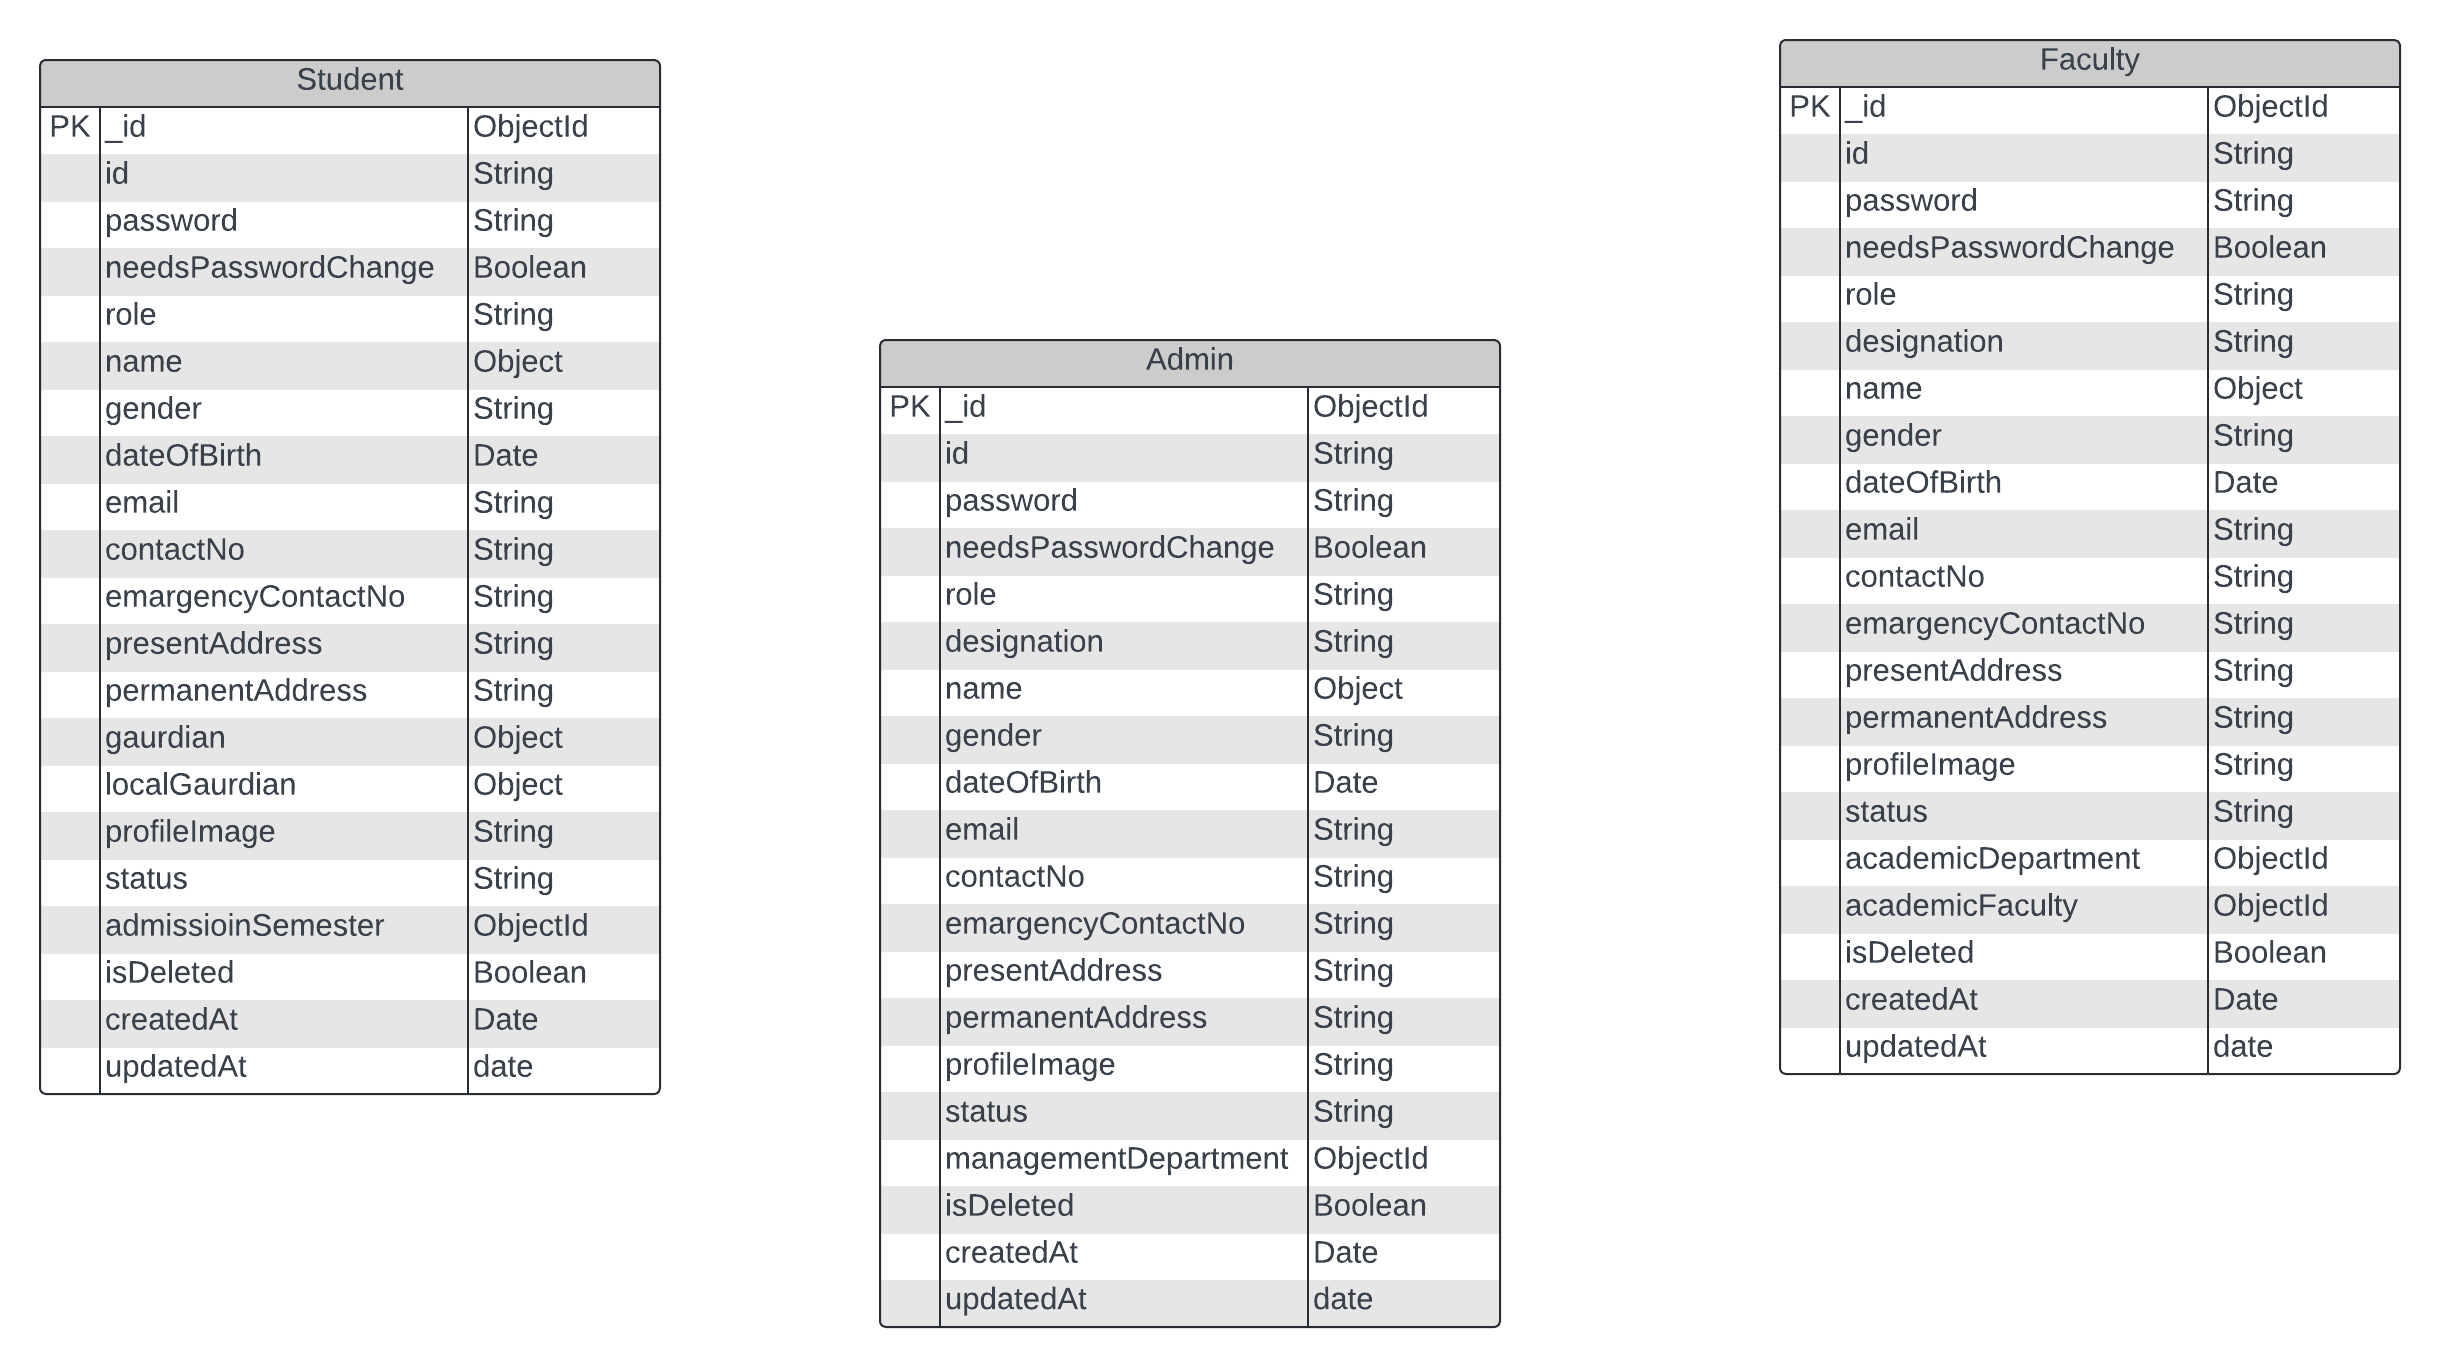 Student
PK _id ObjectId
id String
password String
needsPasswordChange Boolean
role String
name Object
gender String
dateOfBirth Date
email String
contactNo String
emargencyContactNo String
presentAddress String
permanentAddress String
gaurdian Object
localGaurdian Object
profileImage String
status String
admissioinSemester ObjectId
isDeleted Boolean
createdAt Date
updatedAt date
Admin
PK _id ObjectId
id String
password String
needsPasswordChange Boolean
role String
designation String
name Object
gender String
dateOfBirth Date
email String
contactNo String
emargencyContactNo String
presentAddress String
permanentAddress String
profileImage String
status String
managementDepartment ObjectId
isDeleted Boolean
createdAt Date
updatedAt date
Faculty
PK _id ObjectId
id String
password String
needsPasswordChange Boolean
role String
designation String
name Object
gender String
dateOfBirth Date
email String
contactNo String
emargencyContactNo String
presentAddress String
permanentAddress String
profileImage String
status String
academicDepartment ObjectId
academicFaculty ObjectId
isDeleted Boolean
createdAt Date
updatedAt date